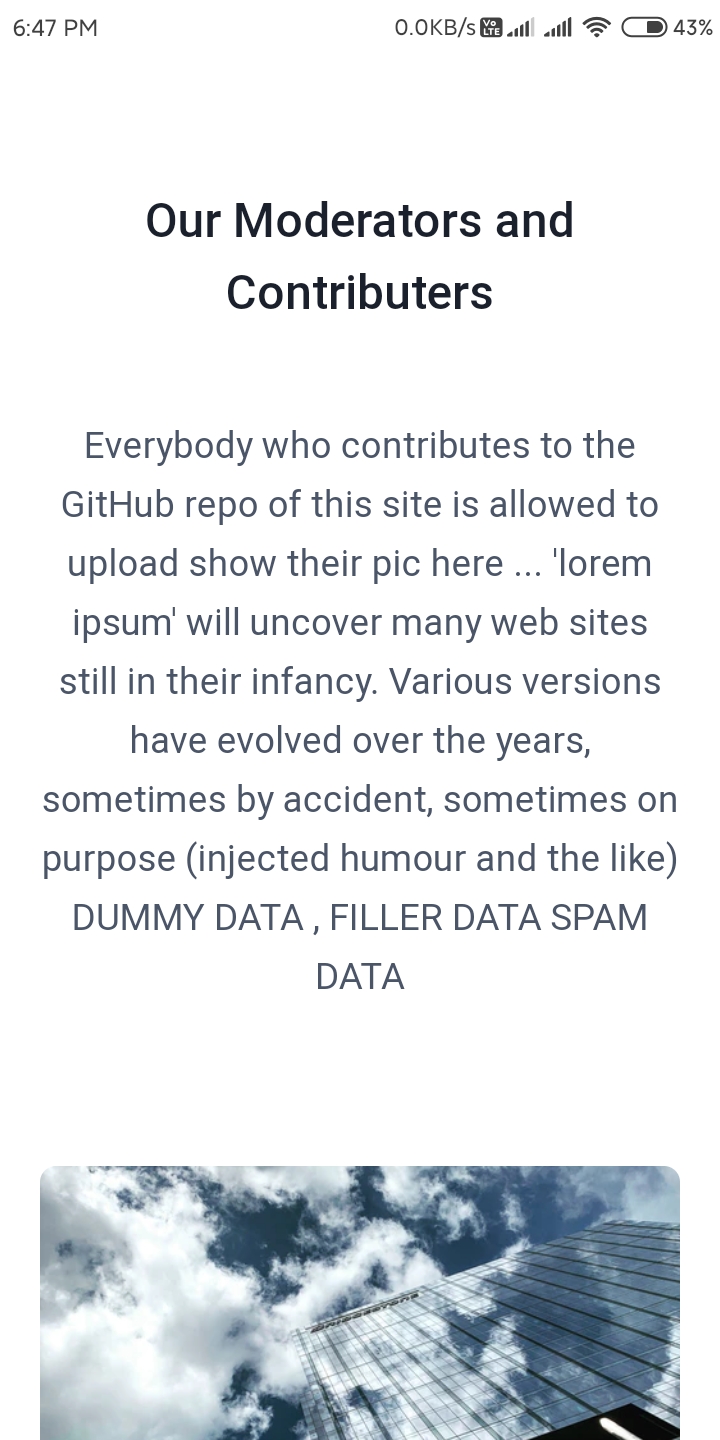 6:47 PM 0.0KB/s Vo LTE 43%
Our Moderators and
Contributers
Everybody who contributes to the
GitHub repo of this site is allowed to
upload show their pic here ... 'lorem
ipsum' will uncover many web sites
still in their infancy. Various versions
have evolved over the years,
sometimes by accident, sometimes on
purpose (injected humour and the like)
DUMMY DATA , FILLER DATA SPAM
DATA